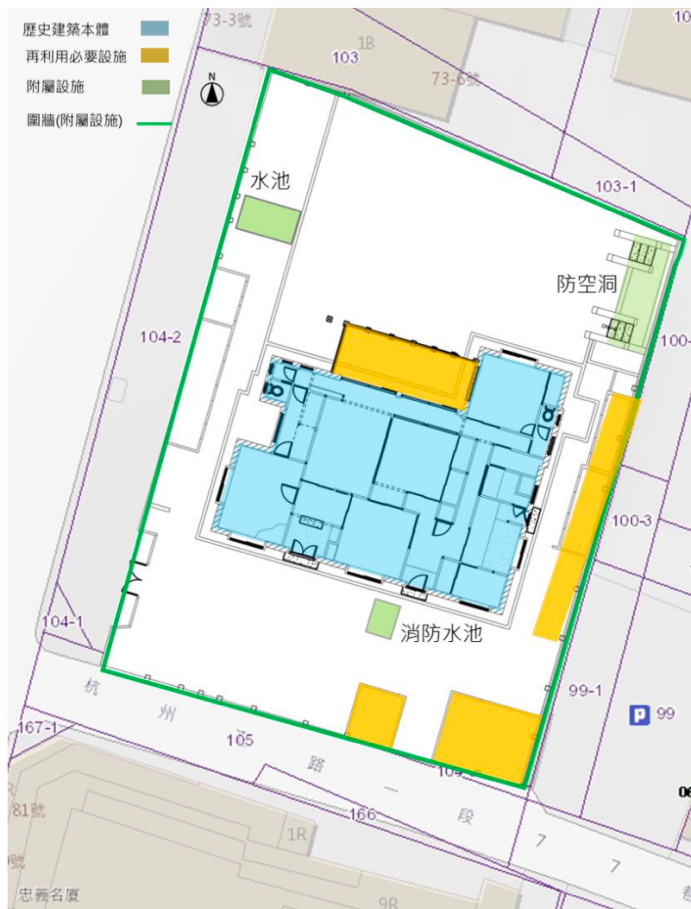 歷史建築本體
再利用必要設施
附屬設施
圍牆(附屬設施)
N
73-3號
103
1B
73-6號
100-
10
水池
103-1
防空洞
104-2
100-
100-3
消防水池
104-1
99-1
P 99
杭州
路一段
77巷
167-1
105
166
81號
1R
9R
忠義名廈